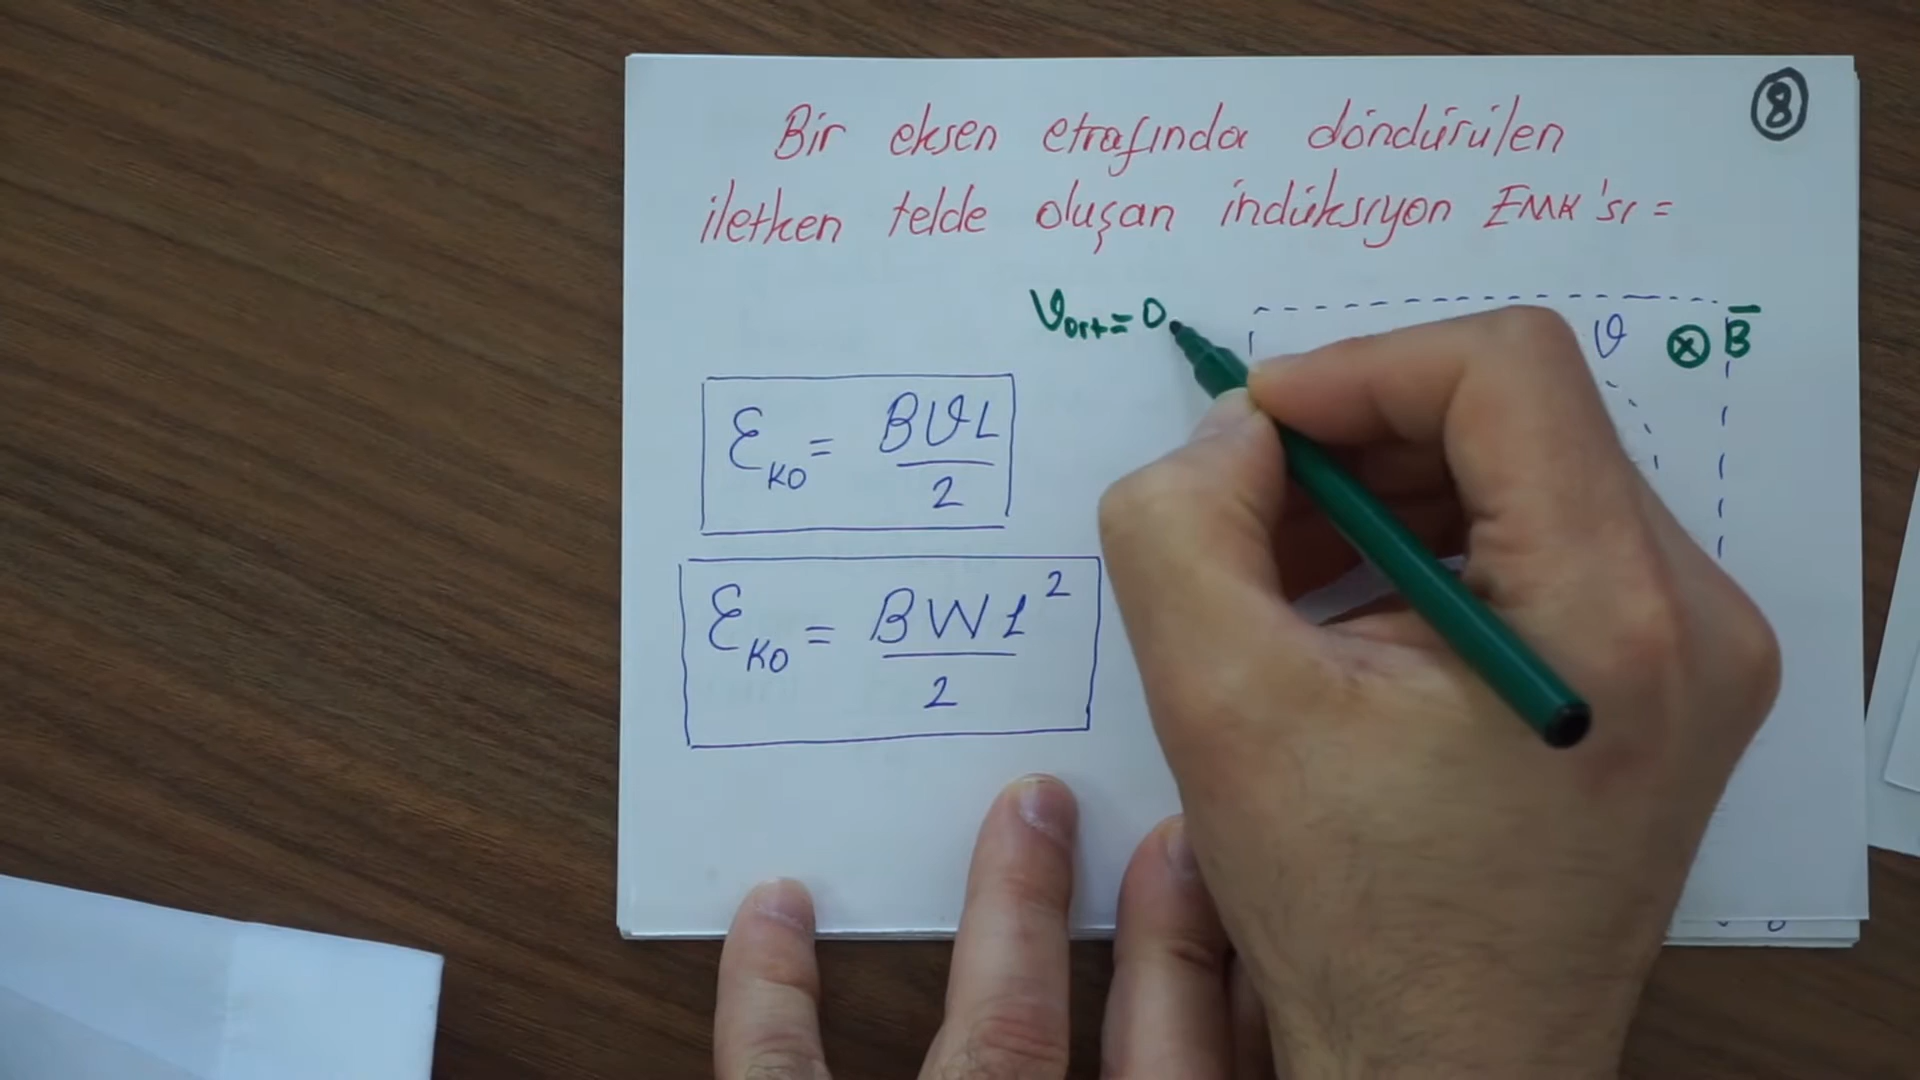 8
Bir eksen etrafında döndürülen
iletken telde oluşan indüksiyon EMK'sı =
ϑort = 0
ϑ ⊗ B̅
Ɛ_KO = BϑL / 2
Ɛ_KO = BWL² / 2